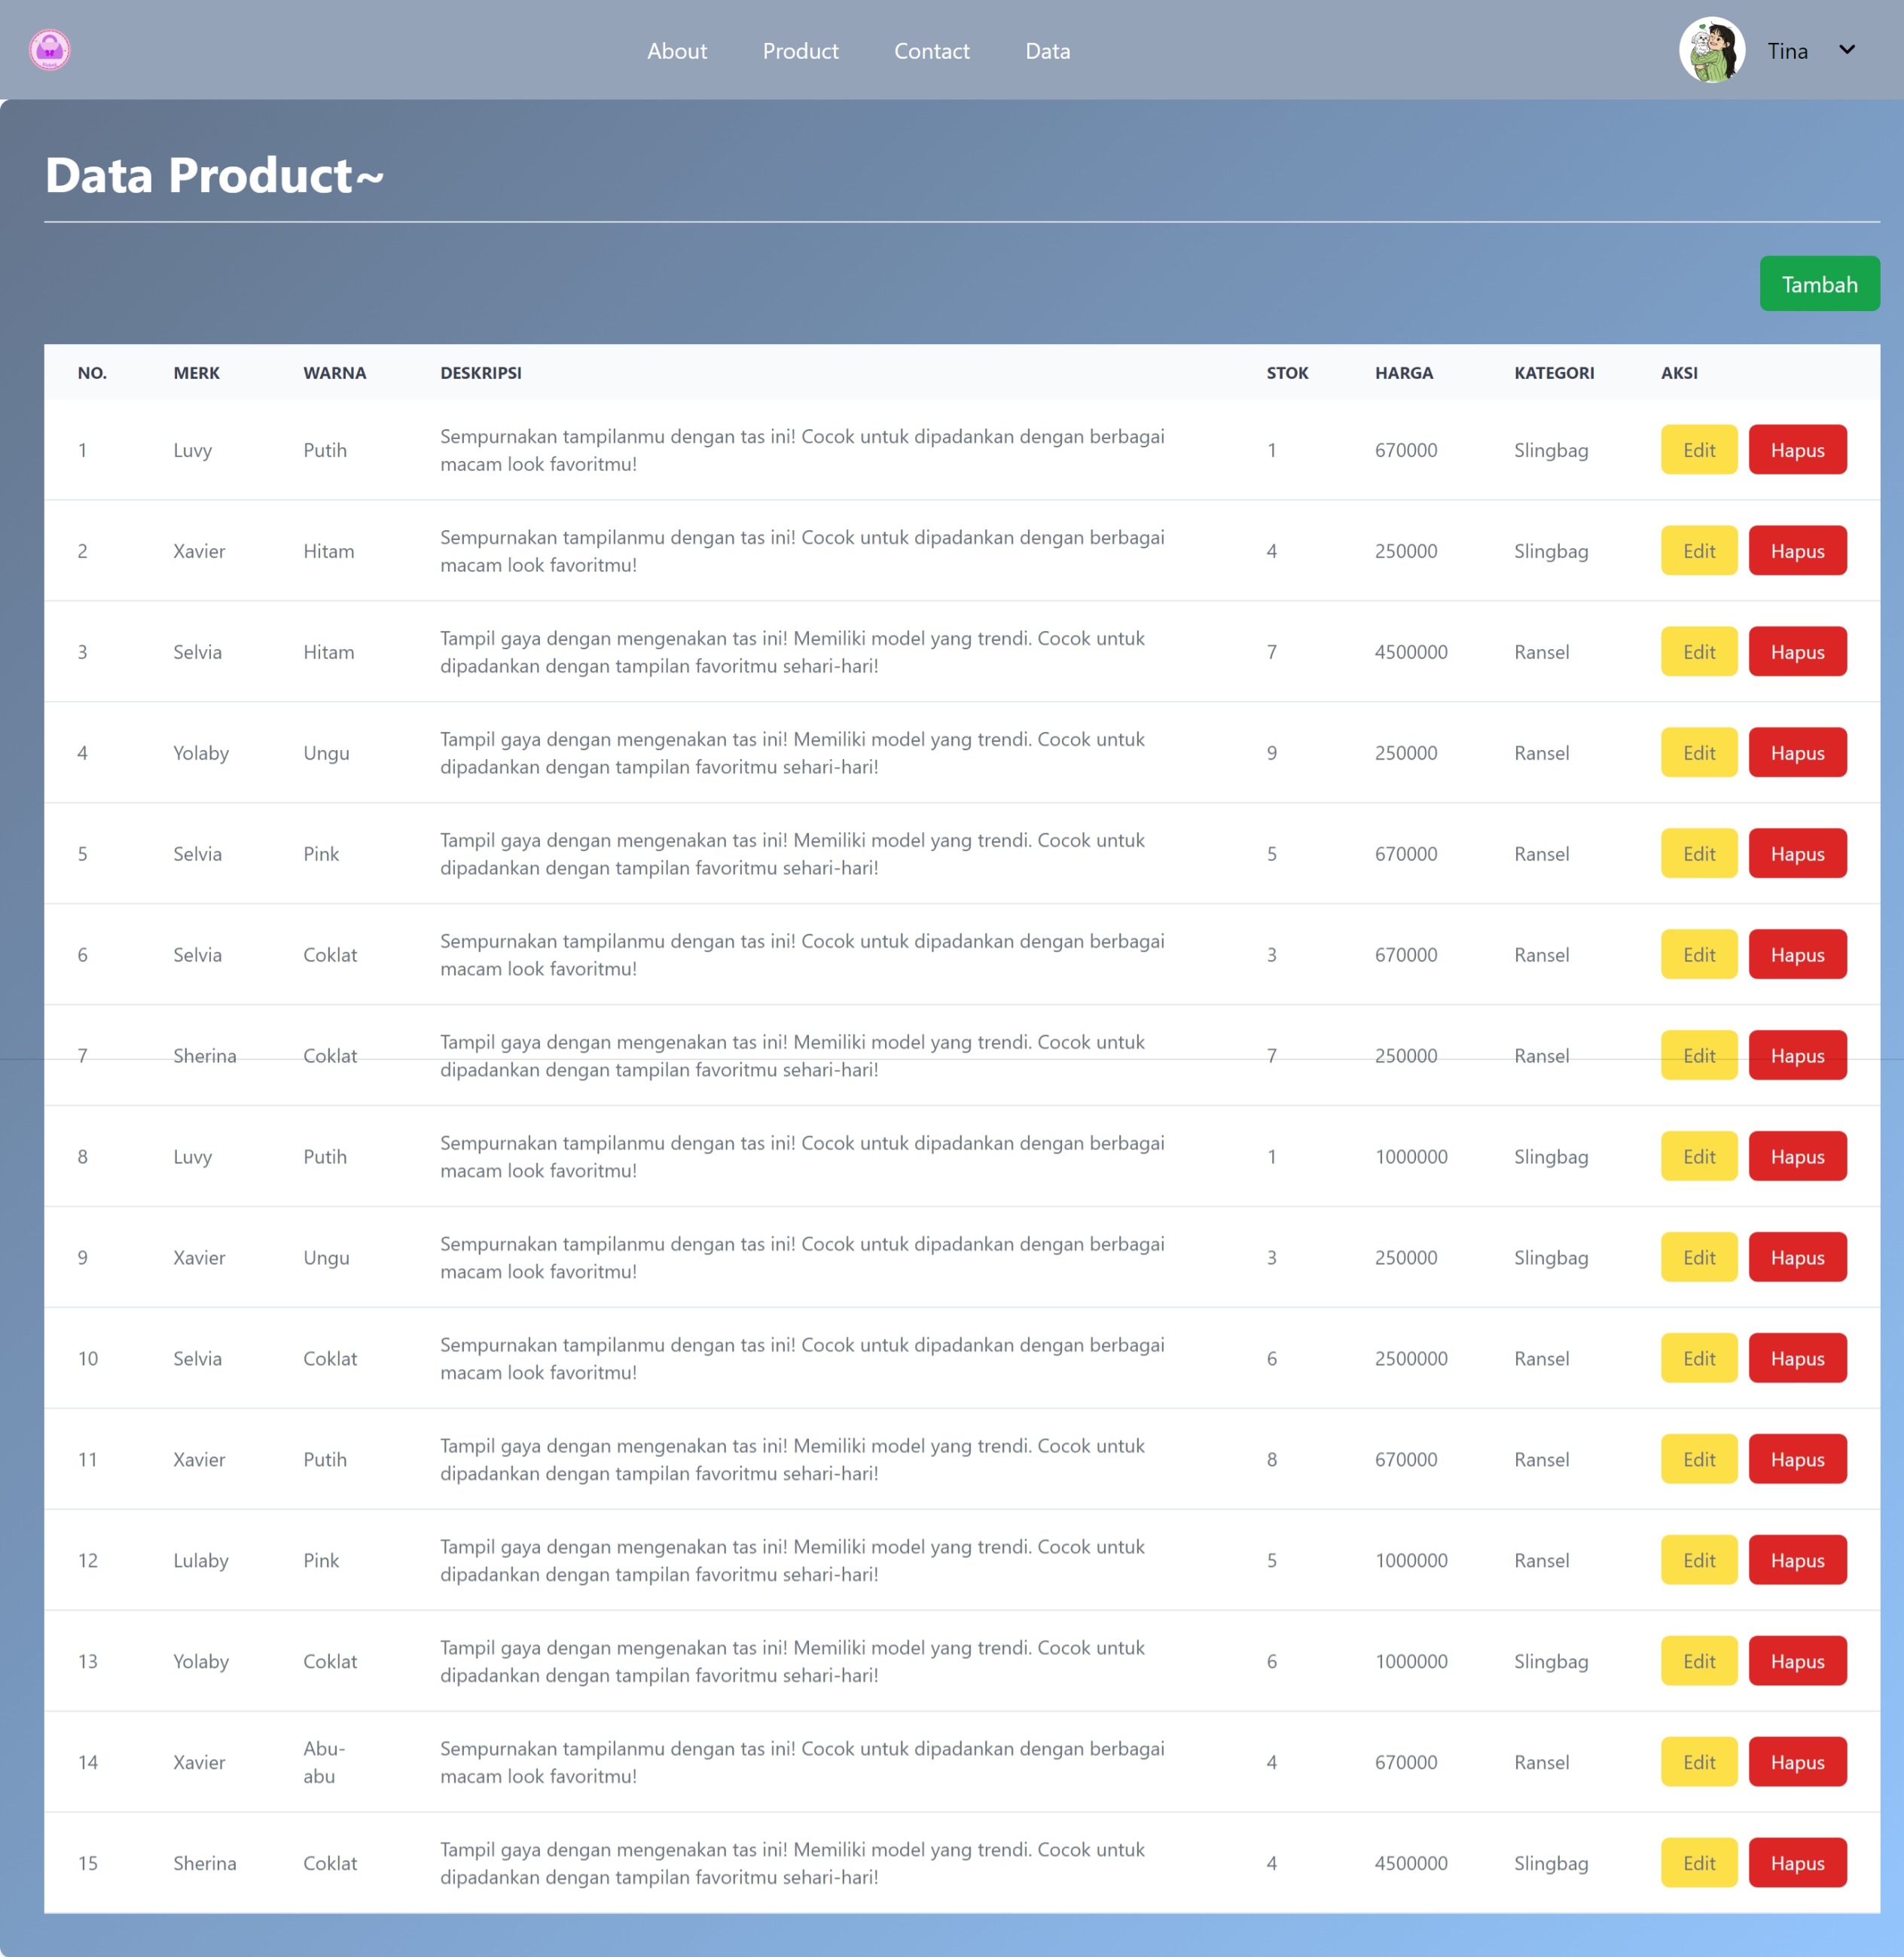 About Product Contact Data Tina
Data Product~
Tambah
NO. MERK WARNA DESKRIPSI STOK HARGA KATEGORI AKSI
1 Luvy Putih Sempurnakan tampilanmu dengan tas ini! Cocok untuk dipadankan dengan berbagai
macam look favoritmu! 1 670000 Slingbag Edit Hapus
2 Xavier Hitam Sempurnakan tampilanmu dengan tas ini! Cocok untuk dipadankan dengan berbagai
macam look favoritmu! 4 250000 Slingbag Edit Hapus
3 Selvia Hitam Tampil gaya dengan mengenakan tas ini! Memiliki model yang trendi. Cocok untuk
dipadankan dengan tampilan favoritmu sehari-hari! 7 4500000 Ransel Edit Hapus
4 Yolaby Ungu Tampil gaya dengan mengenakan tas ini! Memiliki model yang trendi. Cocok untuk
dipadankan dengan tampilan favoritmu sehari-hari! 9 250000 Ransel Edit Hapus
5 Selvia Pink Tampil gaya dengan mengenakan tas ini! Memiliki model yang trendi. Cocok untuk
dipadankan dengan tampilan favoritmu sehari-hari! 5 670000 Ransel Edit Hapus
6 Selvia Coklat Sempurnakan tampilanmu dengan tas ini! Cocok untuk dipadankan dengan berbagai
macam look favoritmu! 3 670000 Ransel Edit Hapus
7 Sherina Coklat Tampil gaya dengan mengenakan tas ini! Memiliki model yang trendi. Cocok untuk
dipadankan dengan tampilan favoritmu sehari-hari! 7 250000 Ransel Edit Hapus
8 Luvy Putih Sempurnakan tampilanmu dengan tas ini! Cocok untuk dipadankan dengan berbagai
macam look favoritmu! 1 1000000 Slingbag Edit Hapus
9 Xavier Ungu Sempurnakan tampilanmu dengan tas ini! Cocok untuk dipadankan dengan berbagai
macam look favoritmu! 3 250000 Slingbag Edit Hapus
10 Selvia Coklat Sempurnakan tampilanmu dengan tas ini! Cocok untuk dipadankan dengan berbagai
macam look favoritmu! 6 2500000 Ransel Edit Hapus
11 Xavier Putih Tampil gaya dengan mengenakan tas ini! Memiliki model yang trendi. Cocok untuk
dipadankan dengan tampilan favoritmu sehari-hari! 8 670000 Ransel Edit Hapus
12 Lulaby Pink Tampil gaya dengan mengenakan tas ini! Memiliki model yang trendi. Cocok untuk
dipadankan dengan tampilan favoritmu sehari-hari! 5 1000000 Ransel Edit Hapus
13 Yolaby Coklat Tampil gaya dengan mengenakan tas ini! Memiliki model yang trendi. Cocok untuk
dipadankan dengan tampilan favoritmu sehari-hari! 6 1000000 Slingbag Edit Hapus
14 Xavier Abu-abu Sempurnakan tampilanmu dengan tas ini! Cocok untuk dipadankan dengan berbagai
macam look favoritmu! 4 670000 Ransel Edit Hapus
15 Sherina Coklat Tampil gaya dengan mengenakan tas ini! Memiliki model yang trendi. Cocok untuk
dipadankan dengan tampilan favoritmu sehari-hari! 4 4500000 Slingbag Edit Hapus